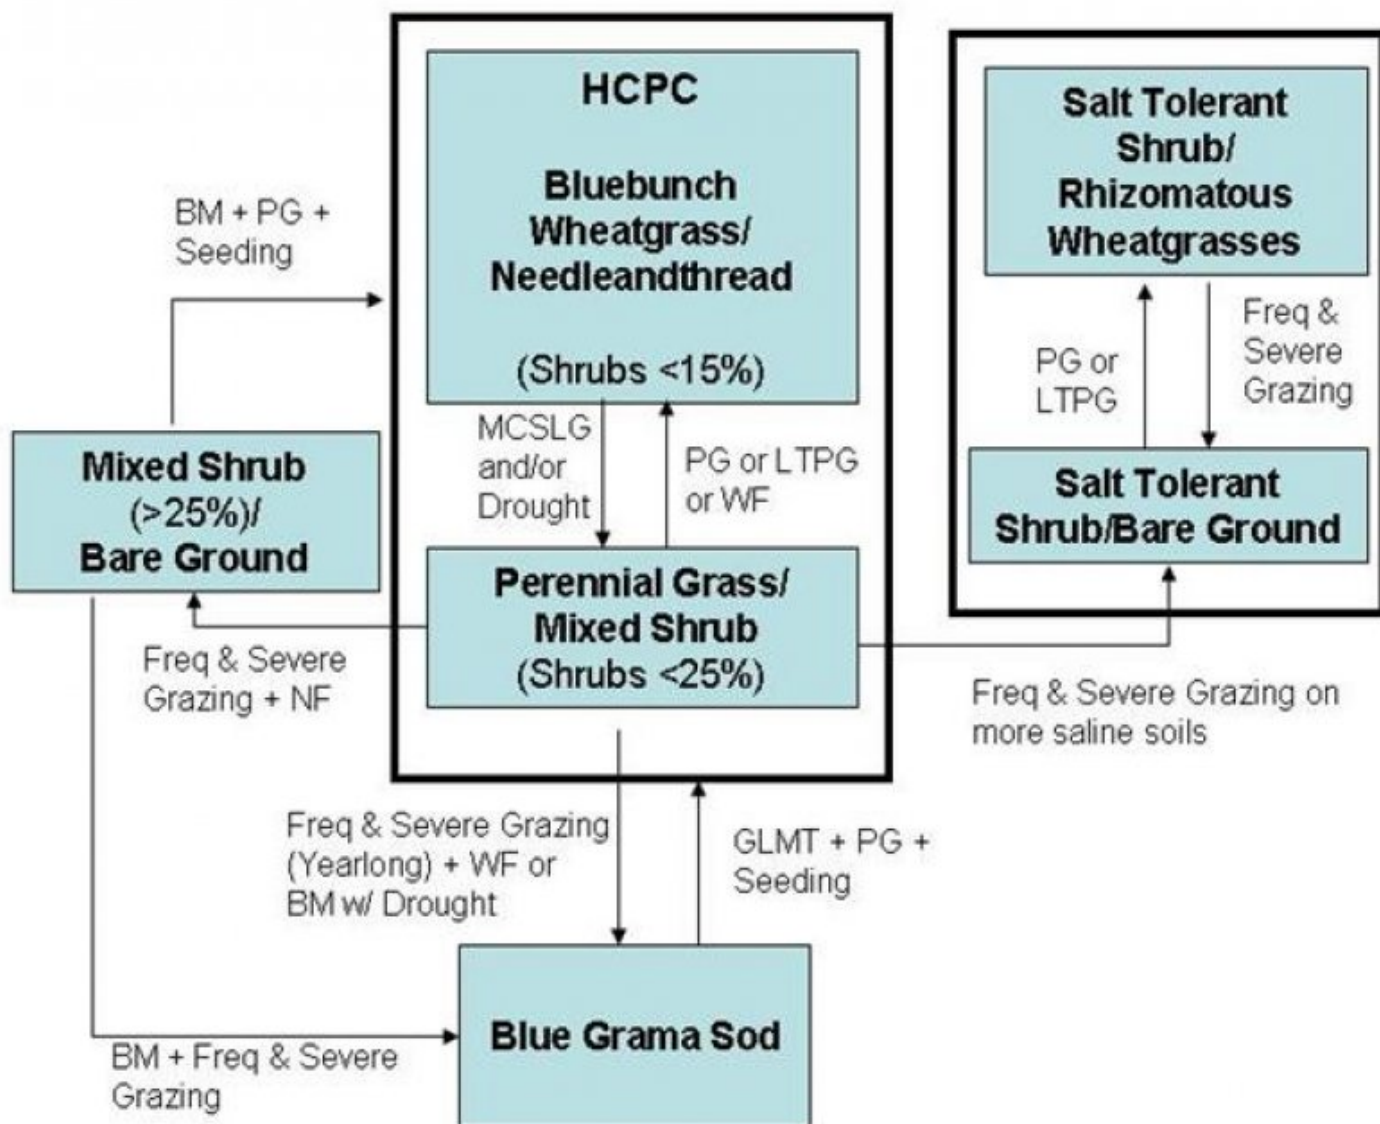 HCPC
Bluebunch
Wheatgrass/
Needleandthread
(Shrubs <15%)
Salt Tolerant
Shrub/
Rhizomatous
Wheatgrasses
BM + PG +
Seeding
Freq &
Severe
Grazing
PG or
LTPG
MCSLG
and/or
Drought
PG or LTPG
or WF
Mixed Shrub
(>25%)/
Bare Ground
Salt Tolerant
Shrub/Bare Ground
Perennial Grass/
Mixed Shrub
(Shrubs <25%)
Freq & Severe
Grazing + NF
Freq & Severe Grazing on
more saline soils
Freq & Severe Grazing
(Yearlong) + WF or
BM w/ Drought
GLMT + PG +
Seeding
Blue Grama Sod
BM + Freq & Severe
Grazing